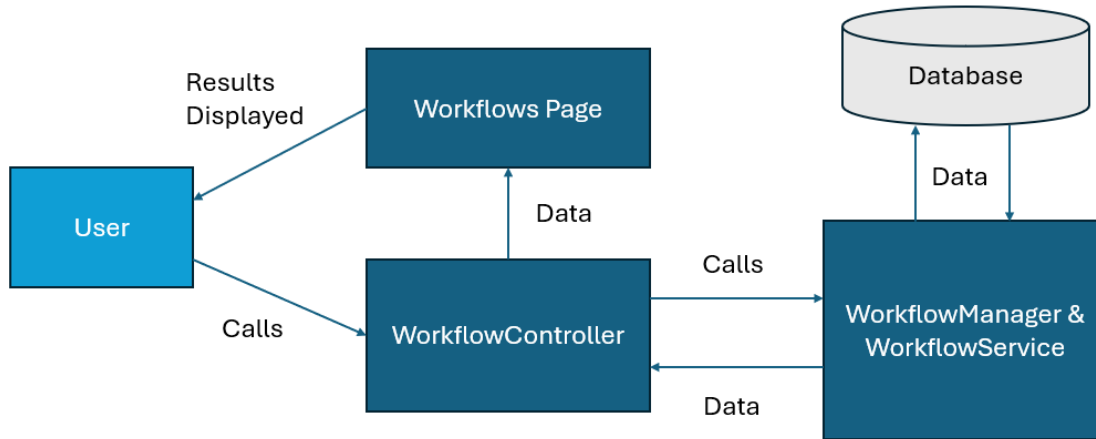 Results
Displayed
Workflows Page
Database
User
Data
Data
Calls
Calls
WorkflowController
WorkflowManager &
WorkflowService
Data